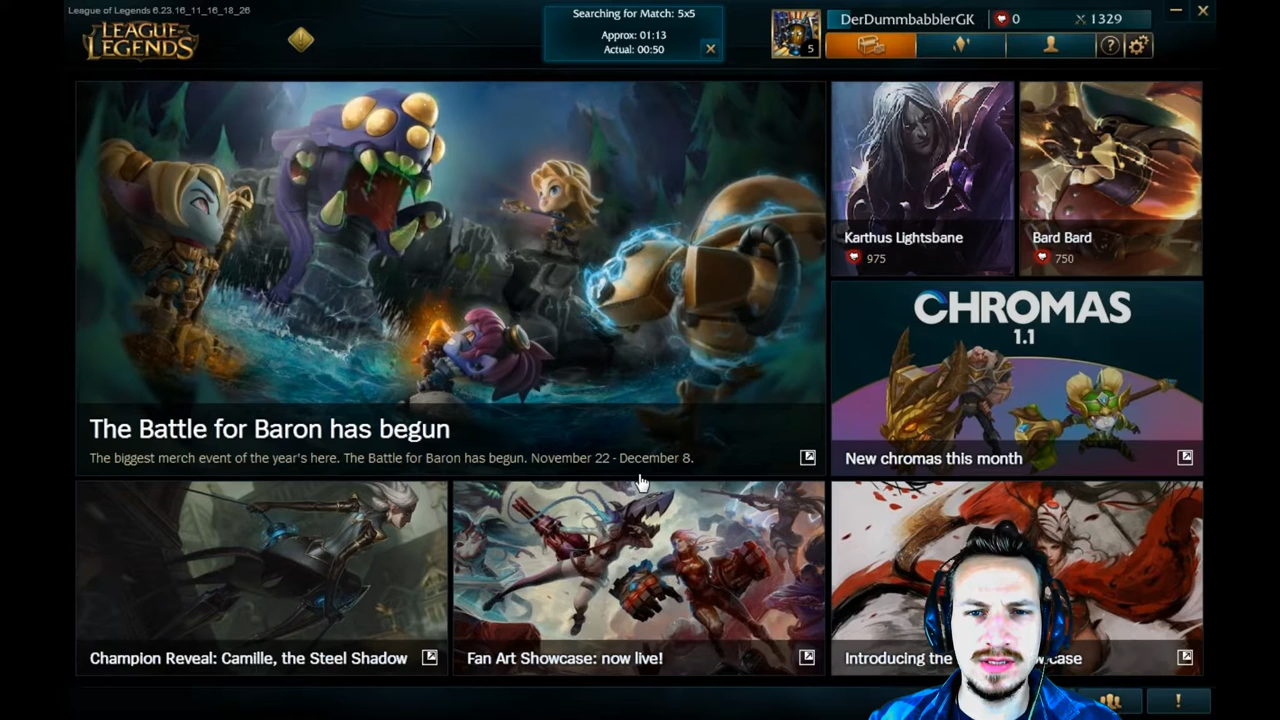 League of Legends 6.23.16_11_16_18_26
LEAGUE OF
LEGENDS
Searching for Match: 5x5
Approx: 01:13
Actual: 00:50
5
DerDummbabblerGK
0
1329
?
Karthus Lightsbane
975
Bard Bard
750
The Battle for Baron has begun
The biggest merch event of the year's here. The Battle for Baron has begun. November 22 - December 8.
CHROMAS
1.1
New chromas this month
Champion Reveal: Camille, the Steel Shadow
Fan Art Showcase: now live!
Introducing the
case
!